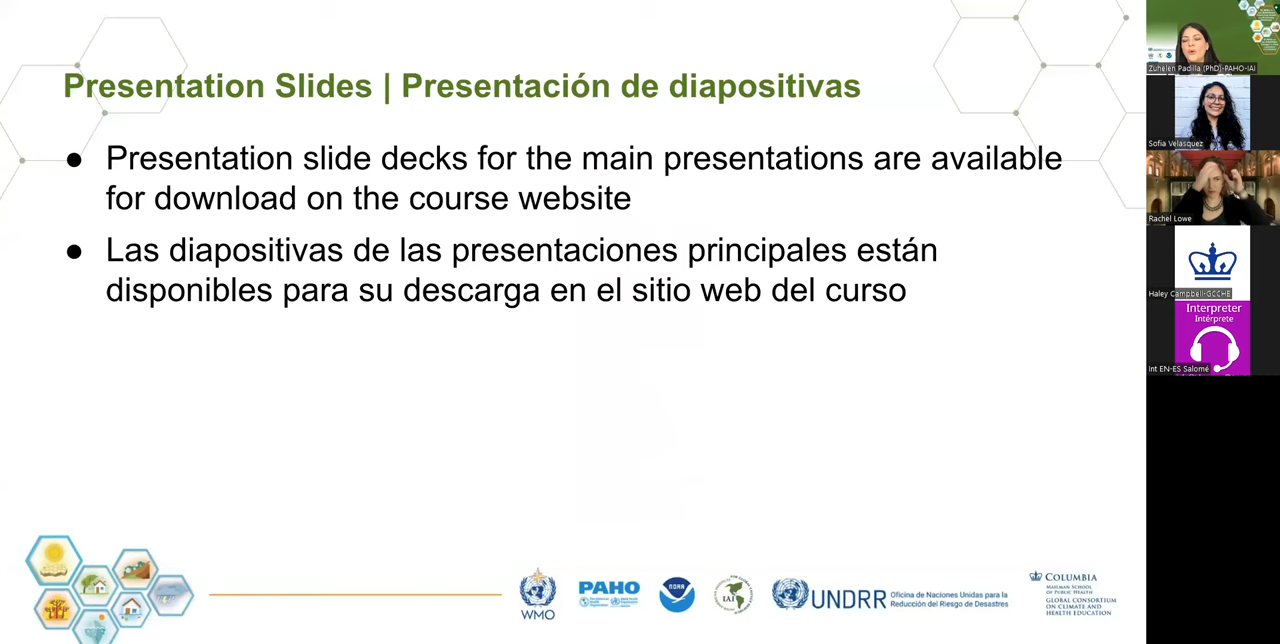 Presentation Slides | Presentación de diapositivas
● Presentation slide decks for the main presentations are available
for download on the course website
● Las diapositivas de las presentaciones principales están
disponibles para su descarga en el sitio web del curso
WMO
PAHO
NOAA
IAI
UNDRR
Oficina de Naciones Unidas para la
Reducción del Riesgo de Desastres
COLUMBIA
MAILMAN SCHOOL
OF PUBLIC HEALTH
GLOBAL CONSORTIUM
ON CLIMATE AND
HEALTH EDUCATION
Zuhelen Padilla (PhD)-PAHO-IAI
Sofia Velasquez
Rachel Lowe
Haley Campbell-GCCHE
Interpreter
Intérprete
Int EN-ES Salomé